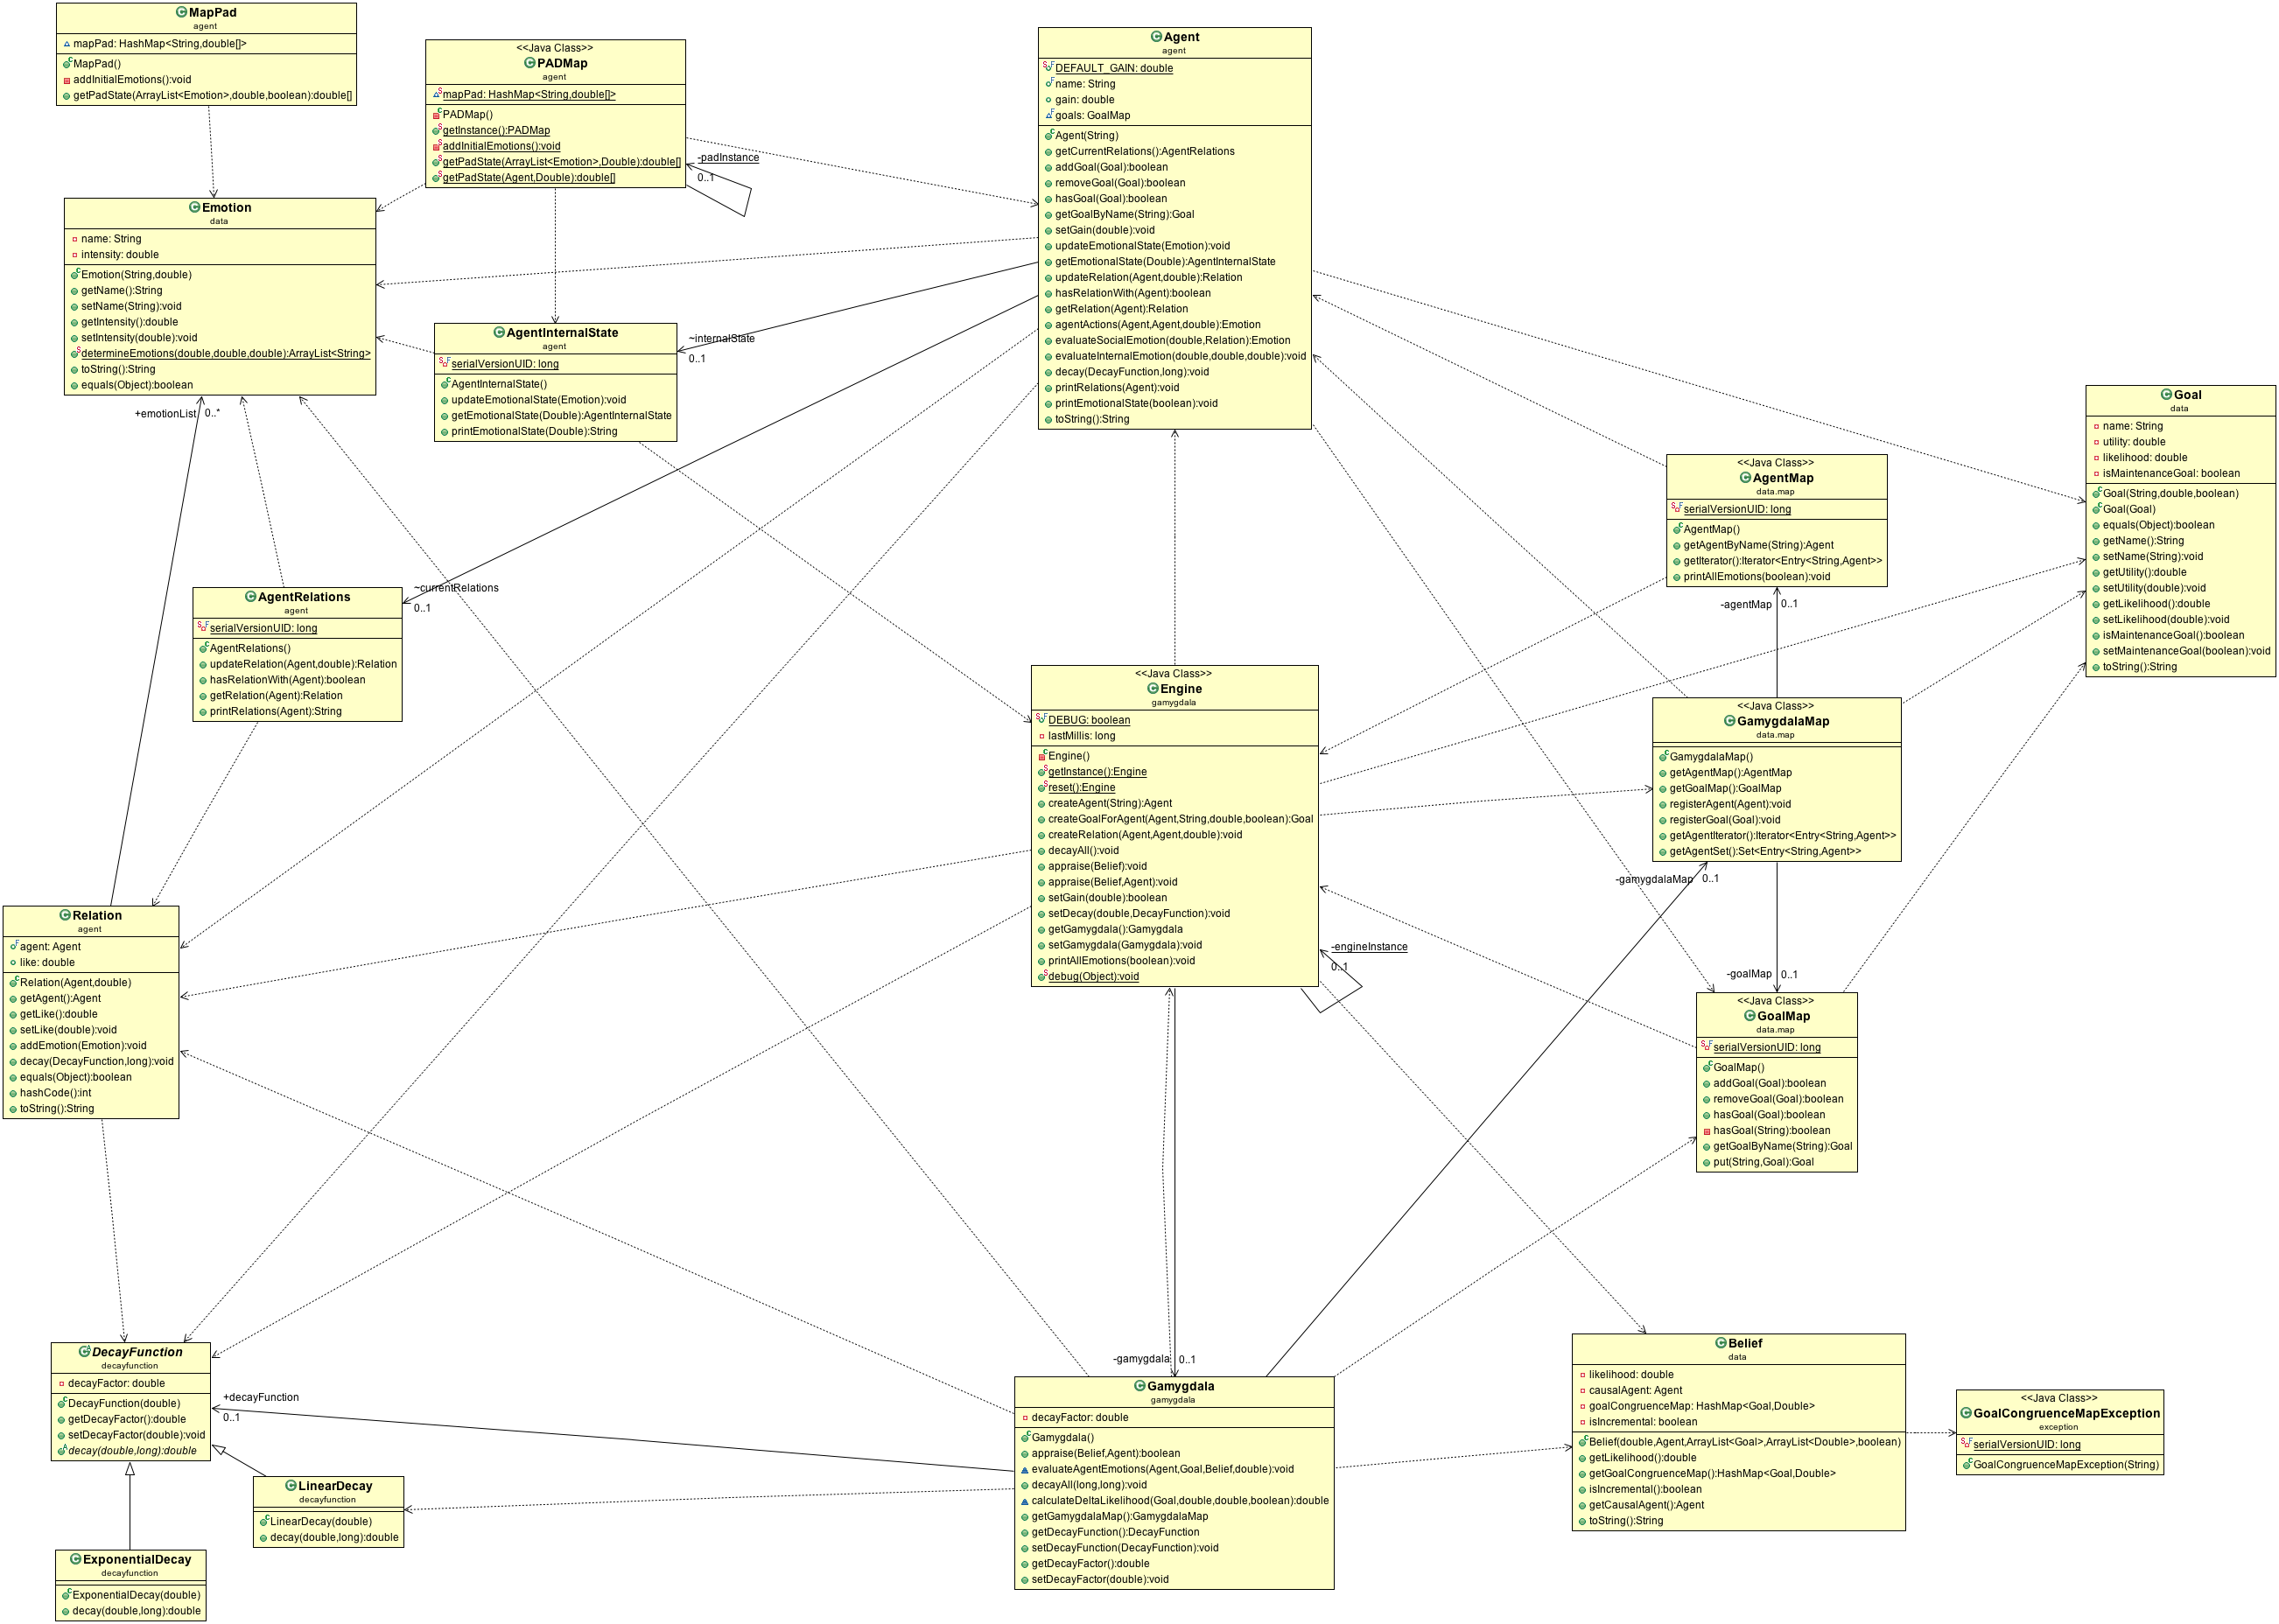 MapPad
agent
mapPad: HashMap<String,double[]>
MapPad()
addInitialEmotions():void
getPadState(ArrayList<Emotion>,double,boolean):double[]
<<Java Class>>
PADMap
agent
mapPad: HashMap<String,double[]>
PADMap()
getInstance():PADMap
addInitialEmotions():void
getPadState(ArrayList<Emotion>,Double):double[]
getPadState(Agent,Double):double[]
-padInstance
0..1
Agent
agent
DEFAULT_GAIN: double
name: String
gain: double
goals: GoalMap
Agent(String)
getCurrentRelations():AgentRelations
addGoal(Goal):boolean
removeGoal(Goal):boolean
hasGoal(Goal):boolean
getGoalByName(String):Goal
setGain(double):void
updateEmotionalState(Emotion):void
getEmotionalState(Double):AgentInternalState
updateRelation(Agent,double):Relation
hasRelationWith(Agent):boolean
getRelation(Agent):Relation
agentActions(Agent,Agent,double):Emotion
evaluateSocialEmotion(double,Relation):Emotion
evaluateInternalEmotion(double,double,double):void
decay(DecayFunction,long):void
printRelations(Agent):void
printEmotionalState(boolean):void
toString():String
Emotion
data
name: String
intensity: double
Emotion(String,double)
getName():String
setName(String):void
getIntensity():double
setIntensity(double):void
determineEmotions(double,double,double):ArrayList<String>
toString():String
equals(Object):boolean
+emotionList
0..*
AgentInternalState
agent
serialVersionUID: long
AgentInternalState()
updateEmotionalState(Emotion):void
getEmotionalState(Double):AgentInternalState
printEmotionalState(Double):String
~internalState
0..1
Goal
data
name: String
utility: double
likelihood: double
isMaintenanceGoal: boolean
Goal(String,double,boolean)
Goal(Goal)
equals(Object):boolean
getName():String
setName(String):void
getUtility():double
setUtility(double):void
getLikelihood():double
setLikelihood(double):void
isMaintenanceGoal():boolean
setMaintenanceGoal(boolean):void
toString():String
<<Java Class>>
AgentMap
data.map
serialVersionUID: long
AgentMap()
getAgentByName(String):Agent
getIterator():Iterator<Entry<String,Agent>>
printAllEmotions(boolean):void
-agentMap
0..1
AgentRelations
agent
serialVersionUID: long
AgentRelations()
updateRelation(Agent,double):Relation
hasRelationWith(Agent):boolean
getRelation(Agent):Relation
printRelations(Agent):String
~currentRelations
0..1
<<Java Class>>
Engine
gamygdala
DEBUG: boolean
lastMillis: long
Engine()
getInstance():Engine
reset():Engine
createAgent(String):Agent
createGoalForAgent(Agent,String,double,boolean):Goal
createRelation(Agent,Agent,double):void
decayAll():void
appraise(Belief):void
appraise(Belief,Agent):void
setGain(double):boolean
setDecay(double,DecayFunction):void
getGamygdala():Gamygdala
setGamygdala(Gamygdala):void
printAllEmotions(boolean):void
debug(Object):void
-engineInstance
0..1
<<Java Class>>
GamygdalaMap
data.map
GamygdalaMap()
getAgentMap():AgentMap
getGoalMap():GoalMap
registerAgent(Agent):void
registerGoal(Goal):void
getAgentIterator():Iterator<Entry<String,Agent>>
getAgentSet():Set<Entry<String,Agent>>
-gamygdalaMap
0..1
-goalMap
0..1
<<Java Class>>
GoalMap
data.map
serialVersionUID: long
GoalMap()
addGoal(Goal):boolean
removeGoal(Goal):boolean
hasGoal(Goal):boolean
hasGoal(String):boolean
getGoalByName(String):Goal
put(String,Goal):Goal
Relation
agent
agent: Agent
like: double
Relation(Agent,double)
getAgent():Agent
getLike():double
setLike(double):void
addEmotion(Emotion):void
decay(DecayFunction,long):void
equals(Object):boolean
hashCode():int
toString():String
DecayFunction
decayfunction
decayFactor: double
DecayFunction(double)
getDecayFactor():double
setDecayFactor(double):void
decay(double,long):double
+decayFunction
0..1
LinearDecay
decayfunction
LinearDecay(double)
decay(double,long):double
ExponentialDecay
decayfunction
ExponentialDecay(double)
decay(double,long):double
-gamygdala
0..1
Gamygdala
gamygdala
decayFactor: double
Gamygdala()
appraise(Belief,Agent):boolean
evaluateAgentEmotions(Agent,Goal,Belief,double):void
decayAll(long,long):void
calculateDeltaLikelihood(Goal,double,double,boolean):double
getGamygdalaMap():GamygdalaMap
getDecayFunction():DecayFunction
setDecayFunction(DecayFunction):void
getDecayFactor():double
setDecayFactor(double):void
Belief
data
likelihood: double
causalAgent: Agent
goalCongruenceMap: HashMap<Goal,Double>
isIncremental: boolean
Belief(double,Agent,ArrayList<Goal>,ArrayList<Double>,boolean)
getLikelihood():double
getGoalCongruenceMap():HashMap<Goal,Double>
isIncremental():boolean
getCausalAgent():Agent
toString():String
<<Java Class>>
GoalCongruenceMapException
exception
serialVersionUID: long
GoalCongruenceMapException(String)